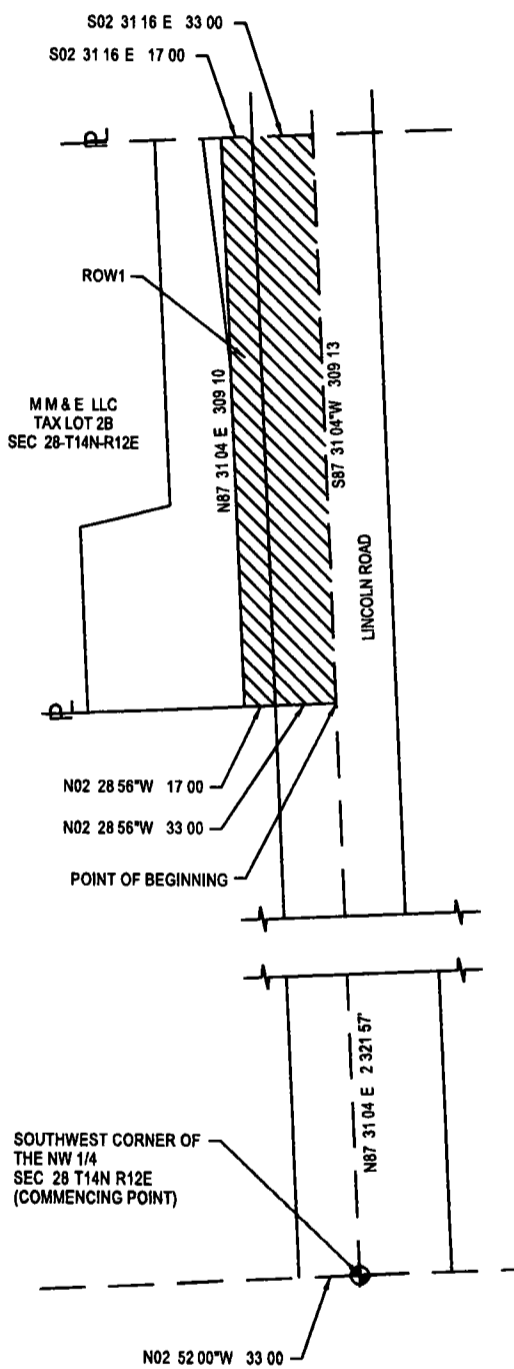 S02 31 16 E 33 00
S02 31 16 E 17 00
PL
ROW1
M M & E LLC
TAX LOT 2B
SEC 28-T14N-R12E
N87 31 04 E 309 10
S87 31 04"W 309 13
LINCOLN ROAD
PL
N02 28 56"W 17 00
N02 28 56"W 33 00
POINT OF BEGINNING
N87 31 04 E 2 321 57'
SOUTHWEST CORNER OF
THE NW 1/4
SEC 28 T14N R12E
(COMMENCING POINT)
N02 52 00"W 33 00